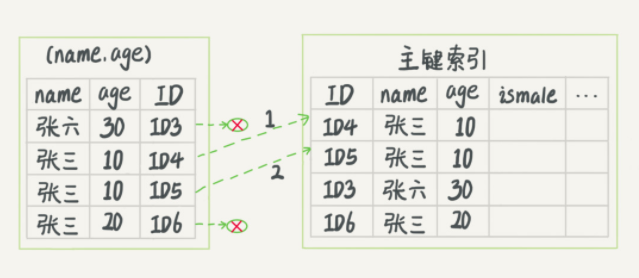 (name.age)
name age ID
张六 30 ID3
张三 10 ID4
张三 10 ID5
张三 20 ID6
1
2
主键索引
ID name age ismale ...
ID4 张三 10
ID5 张三 10
ID3 张六 30
ID6 张三 20